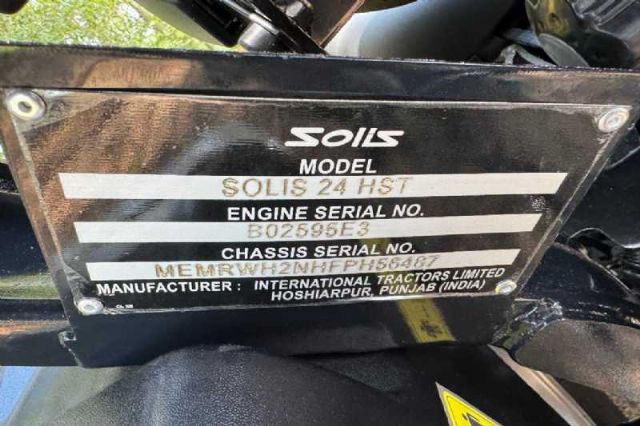 Solis
MODEL
SOLIS 24 HST
ENGINE SERIAL NO.
B02595E3
CHASSIS SERIAL NO.
MEMRWH2NHFPH56487
MANUFACTURER : INTERNATIONAL TRACTORS LIMITED
HOSHIARPUR, PUNJAB (INDIA)